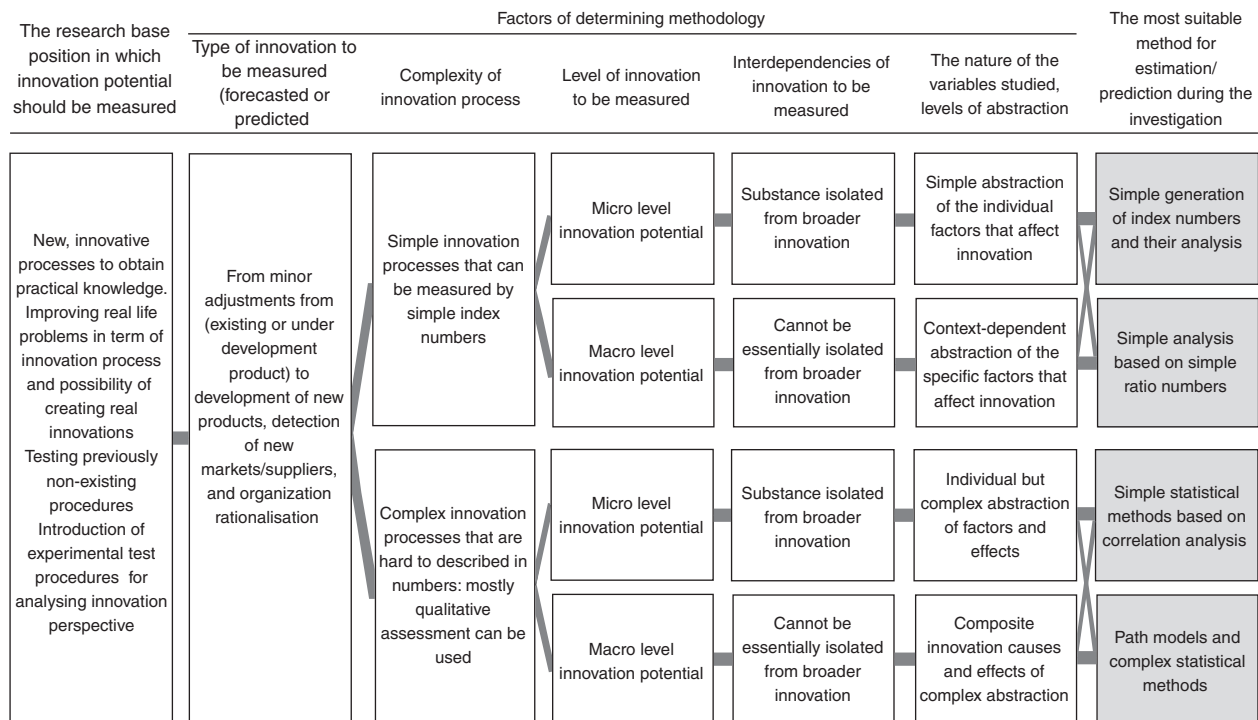 The research base
position in which
innovation potential
should be measured
Factors of determining methodology
Type of innovation to
be measured
(forecasted or
predicted
Complexity of
innovation process
Level of innovation
to be measured
Interdependencies of
innovation to be
measured
The nature of the
variables studied,
levels of abstraction
The most suitable
method for
estimation/
prediction during the
investigation
New, innovative
processes to obtain
practical knowledge.
Improving real life
problems in term of
innovation process
and possibility of
creating real
innovations
Testing previously
non-existing
procedures
Introduction of
experimental test
procedures for
analysing innovation
perspective
From minor
adjustments from
(existing or under
development
product) to
development of new
products, detection of
new
markets/suppliers,
and organization
rationalisation
Simple innovation
processes that can
be measured by
simple index
numbers
Micro level
innovation potential
Substance isolated
from broader
innovation
Simple abstraction
of the individual
factors that affect
innovation
Simple generation
of index numbers
and their analysis
Macro level
innovation potential
Cannot be
essentially isolated
from broader
innovation
Context-dependent
abstraction of the
specific factors that
affect innovation
Simple analysis
based on simple
ratio numbers
Complex innovation
processes that are
hard to described in
numbers: mostly
qualitative
assessment can be
used
Micro level
innovation potential
Substance isolated
from broader
innovation
Individual but
complex abstraction
of factors and
effects
Simple statistical
methods based on
correlation analysis
Macro level
innovation potential
Cannot be
essentially isolated
from broader
innovation
Composite
innovation causes
and effects of
complex abstraction
Path models and
complex statistical
methods